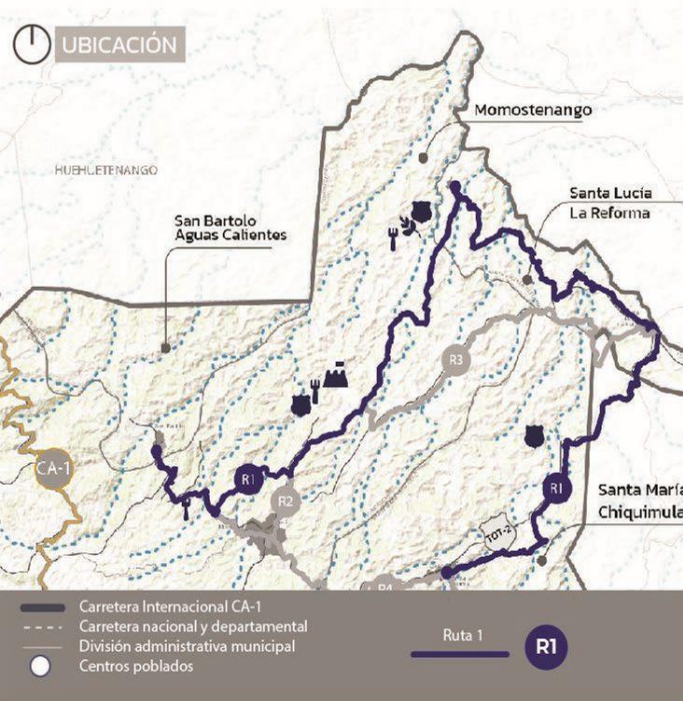 UBICACIÓN
Momostenango
HUEHUETENANGO
Santa Lucía
La Reforma
San Bartolo
Aguas Calientes
R3
CA-1
R1
R2
R1
Santa María
Chiquimula
TOT-2
R4
Carretera Internacional CA-1
Carretera nacional y departamental
División administrativa municipal
Centros poblados
Ruta 1
R1